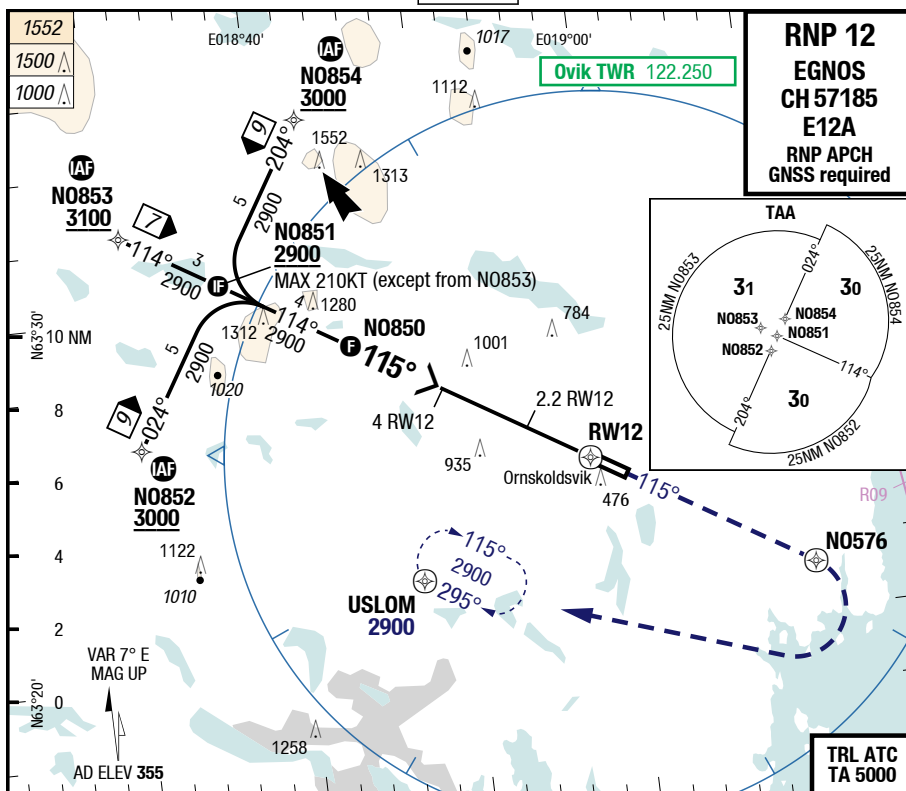 1552
1500
1000
E018°40'
E019°00'
1017
Ovik TWR 122.250
RNP 12
EGNOS
CH 57185
E12A
RNP APCH
GNSS required
IAF
NO854
3000
1112
9
204°
1552
1313
IAF
NO853
3100
7
5
2900
NO851
2900
114°
3
2900
IF
MAX 210KT (except from NO853)
4
1280
114°
2900
1312
N63°30'
10 NM
F
NO850
115°
784
1001
5
2900
1020
8
4 RW12
2.2 RW12
RW12
9
024°
IAF
NO852
3000
935
Ornskoldsvik
476
115°
6
R09
NO576
1122
4
1010
115°
2900
295°
USLOM
2900
2
VAR 7° E
MAG UP
N63°20'
0
1258
AD ELEV 355
TRL ATC
TA 5000
TAA
25NM NO853
024°
25NM NO854
31
30
NO853
NO854
NO851
NO852
114°
204°
30
25NM NO852